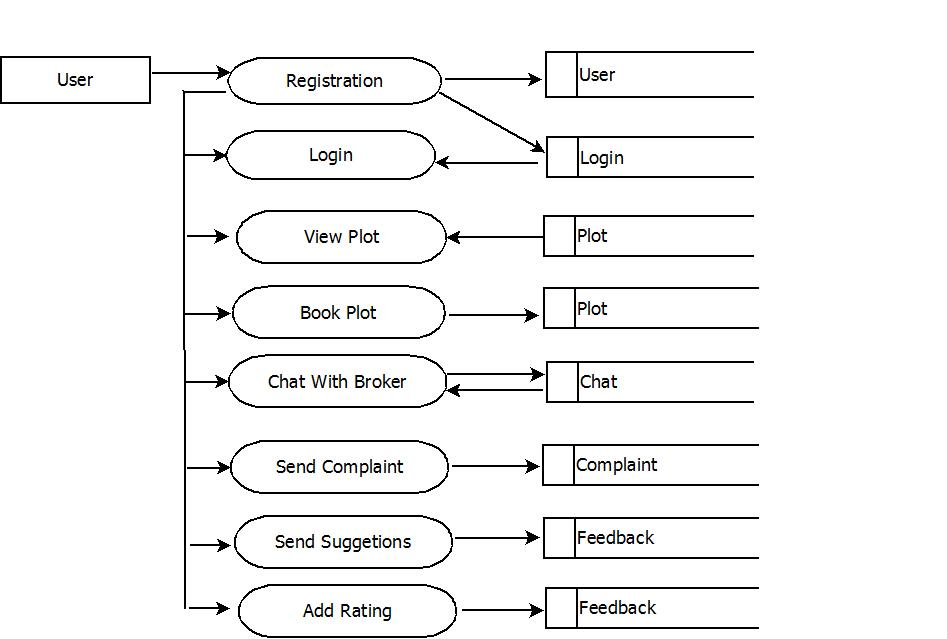 User
Registration
User
Login
Login
View Plot
Plot
Book Plot
Plot
Chat With Broker
Chat
Send Complaint
Complaint
Send Suggetions
Feedback
Add Rating
Feedback